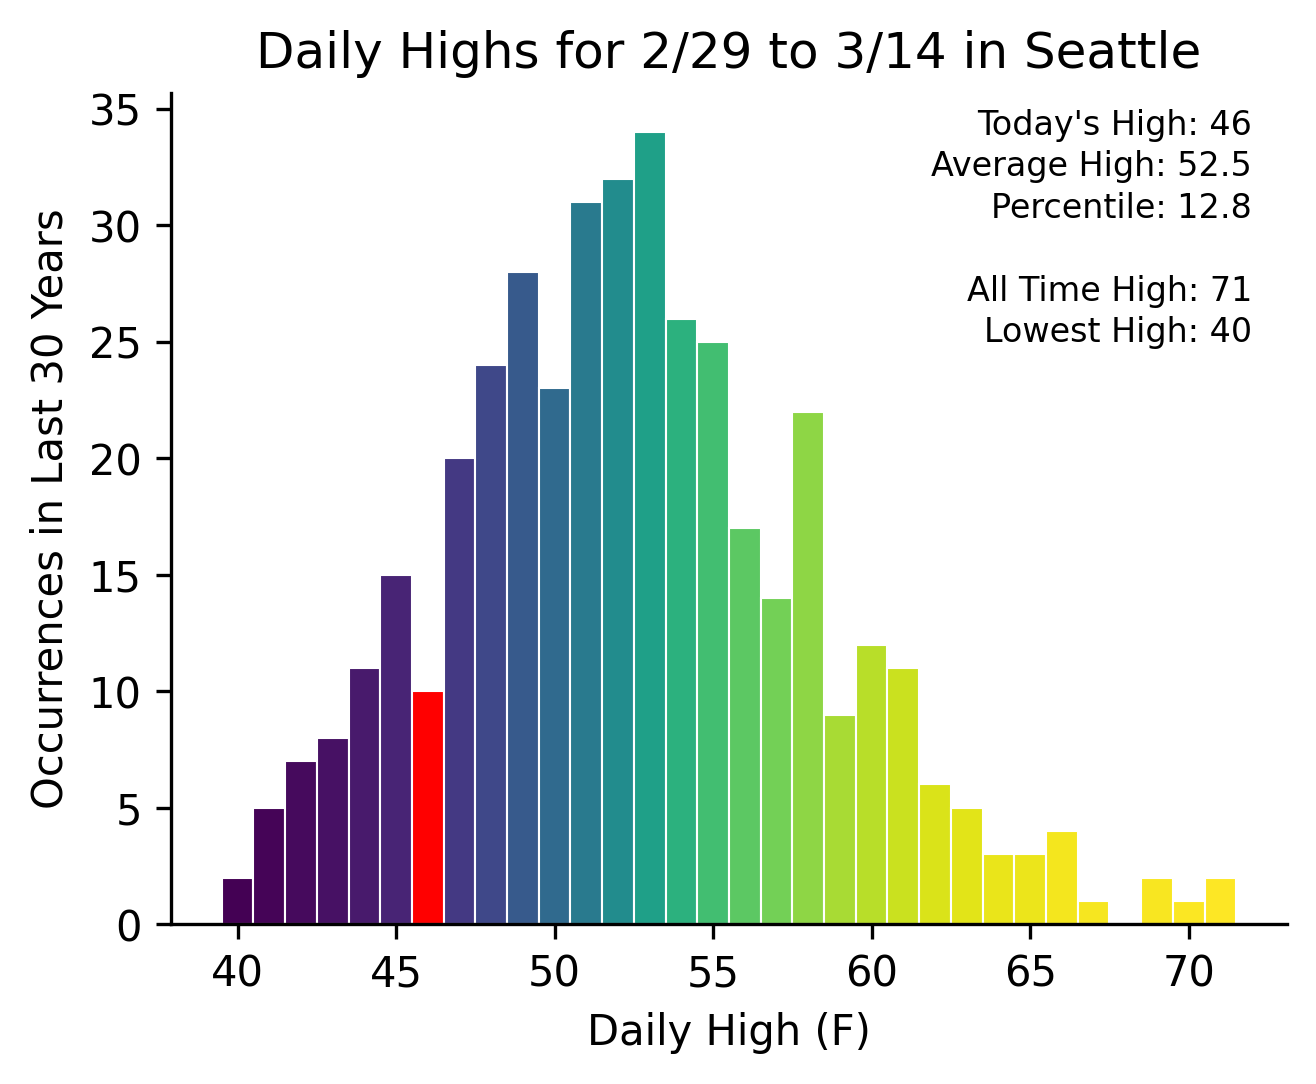 Daily Highs for 2/29 to 3/14 in Seattle
Today's High: 46
Average High: 52.5
Percentile: 12.8
All Time High: 71
Lowest High: 40
Occurrences in Last 30 Years
35
30
25
20
15
10
5
0
40 45 50 55 60 65 70
Daily High (F)